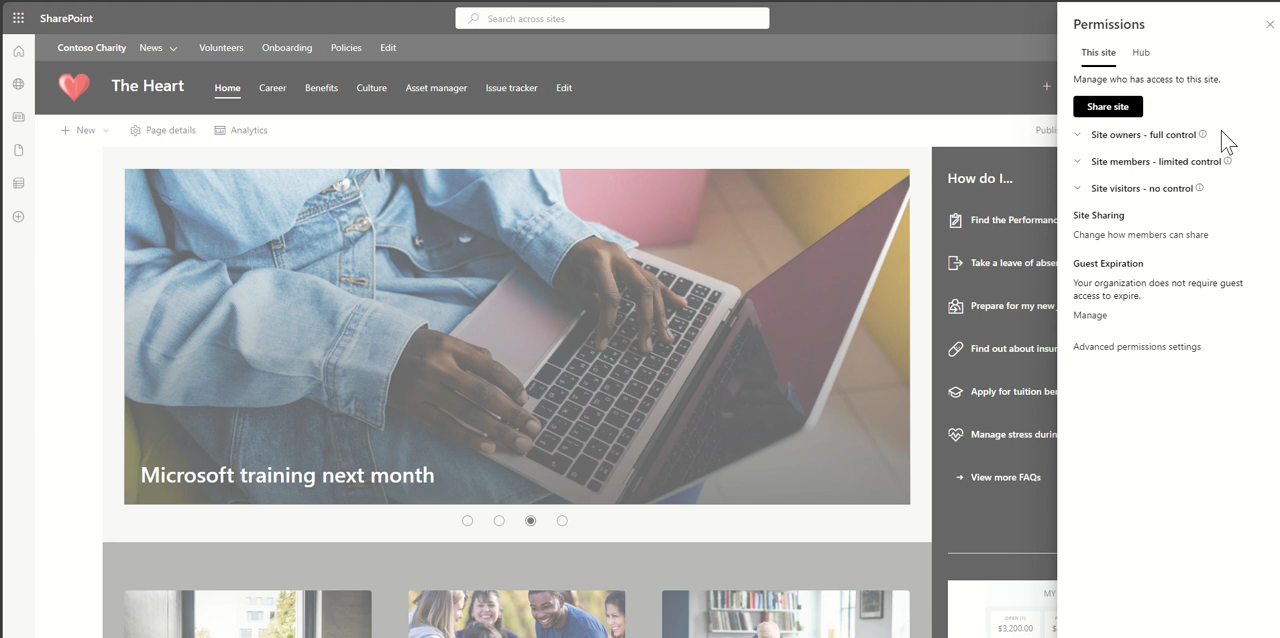 SharePoint
Search across sites
Contoso Charity
News
Volunteers
Onboarding
Policies
Edit
The Heart
Home
Career
Benefits
Culture
Asset manager
Issue tracker
Edit
New
Page details
Analytics
Publi
Microsoft training next month
How do I...
Find the Performanc
Take a leave of abse
Prepare for my new
Find out about insur
Apply for tuition ben
Manage stress durin
View more FAQs
MY
OPEN (1)
$3,200.00
$
Permissions
This site
Hub
Manage who has access to this site.
Share site
Site owners - full control
Site members - limited control
Site visitors - no control
Site Sharing
Change how members can share
Guest Expiration
Your organization does not require guest
access to expire.
Manage
Advanced permissions settings